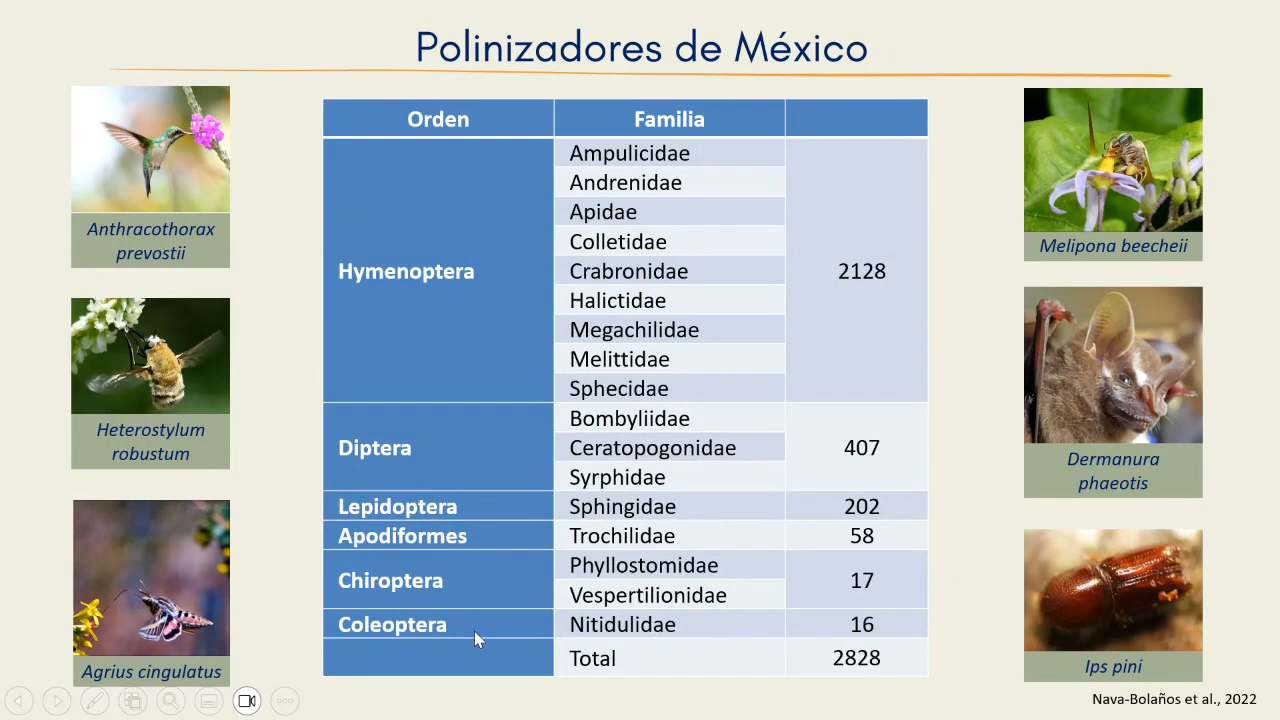 Polinizadores de México
Orden Familia
Hymenoptera
Ampulicidae
Andrenidae
Apidae
Colletidae
Crabronidae
Halictidae
Megachilidae
Melittidae
Sphecidae
2128
Diptera
Bombyliidae
Ceratopogonidae
Syrphidae
407
Lepidoptera Sphingidae 202
Apodiformes Trochilidae 58
Chiroptera
Phyllostomidae
Vespertilionidae
17
Coleoptera Nitidulidae 16
Total 2828
Anthracothorax
prevostii
Heterostylum
robustum
Agrius cingulatus
Melipona beecheii
Dermanura
phaeotis
Ips pini
Nava-Bolaños et al., 2022